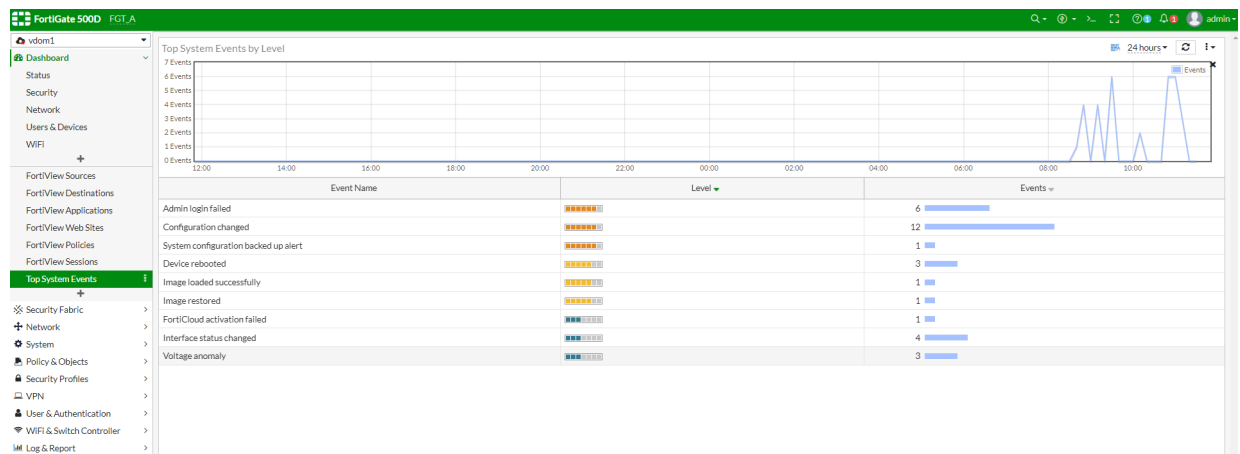 FortiGate 500D FGT_A
1 1 admin
vdom1
Dashboard
Status
Security
Network
Users & Devices
WiFi
+
FortiView Sources
FortiView Destinations
FortiView Applications
FortiView Web Sites
FortiView Policies
FortiView Sessions
Top System Events
+
Security Fabric
Network
System
Policy & Objects
Security Profiles
VPN
User & Authentication
WiFi & Switch Controller
Log & Report
Top System Events by Level
24 hours
7 Events
6 Events
5 Events
4 Events
3 Events
2 Events
1 Events
0 Events
Events
12:00 14:00 16:00 18:00 20:00 22:00 00:00 02:00 04:00 06:00 08:00 10:00
Event Name Level Events
Admin login failed 6
Configuration changed 12
System configuration backed up alert 1
Device rebooted 3
Image loaded successfully 1
Image restored 1
FortiCloud activation failed 1
Interface status changed 4
Voltage anomaly 3